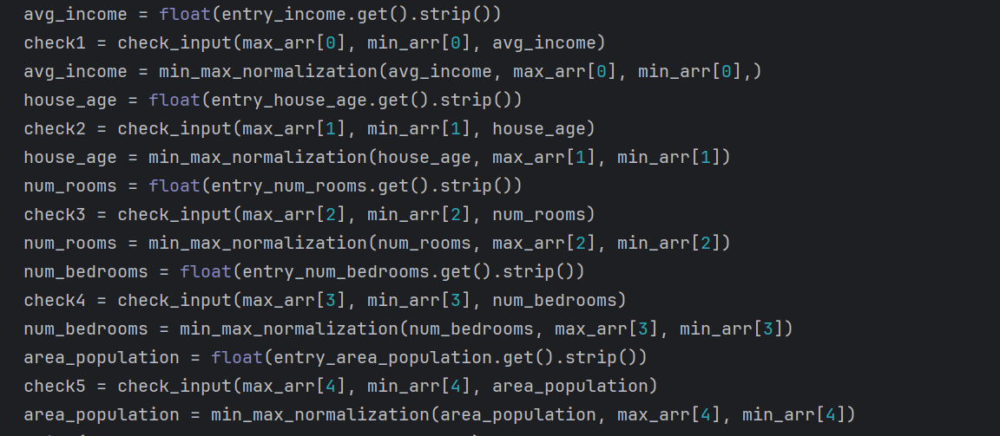 avg_income = float(entry_income.get().strip())
check1 = check_input(max_arr[0], min_arr[0], avg_income)
avg_income = min_max_normalization(avg_income, max_arr[0], min_arr[0],)
house_age = float(entry_house_age.get().strip())
check2 = check_input(max_arr[1], min_arr[1], house_age)
house_age = min_max_normalization(house_age, max_arr[1], min_arr[1])
num_rooms = float(entry_num_rooms.get().strip())
check3 = check_input(max_arr[2], min_arr[2], num_rooms)
num_rooms = min_max_normalization(num_rooms, max_arr[2], min_arr[2])
num_bedrooms = float(entry_num_bedrooms.get().strip())
check4 = check_input(max_arr[3], min_arr[3], num_bedrooms)
num_bedrooms = min_max_normalization(num_bedrooms, max_arr[3], min_arr[3])
area_population = float(entry_area_population.get().strip())
check5 = check_input(max_arr[4], min_arr[4], area_population)
area_population = min_max_normalization(area_population, max_arr[4], min_arr[4])